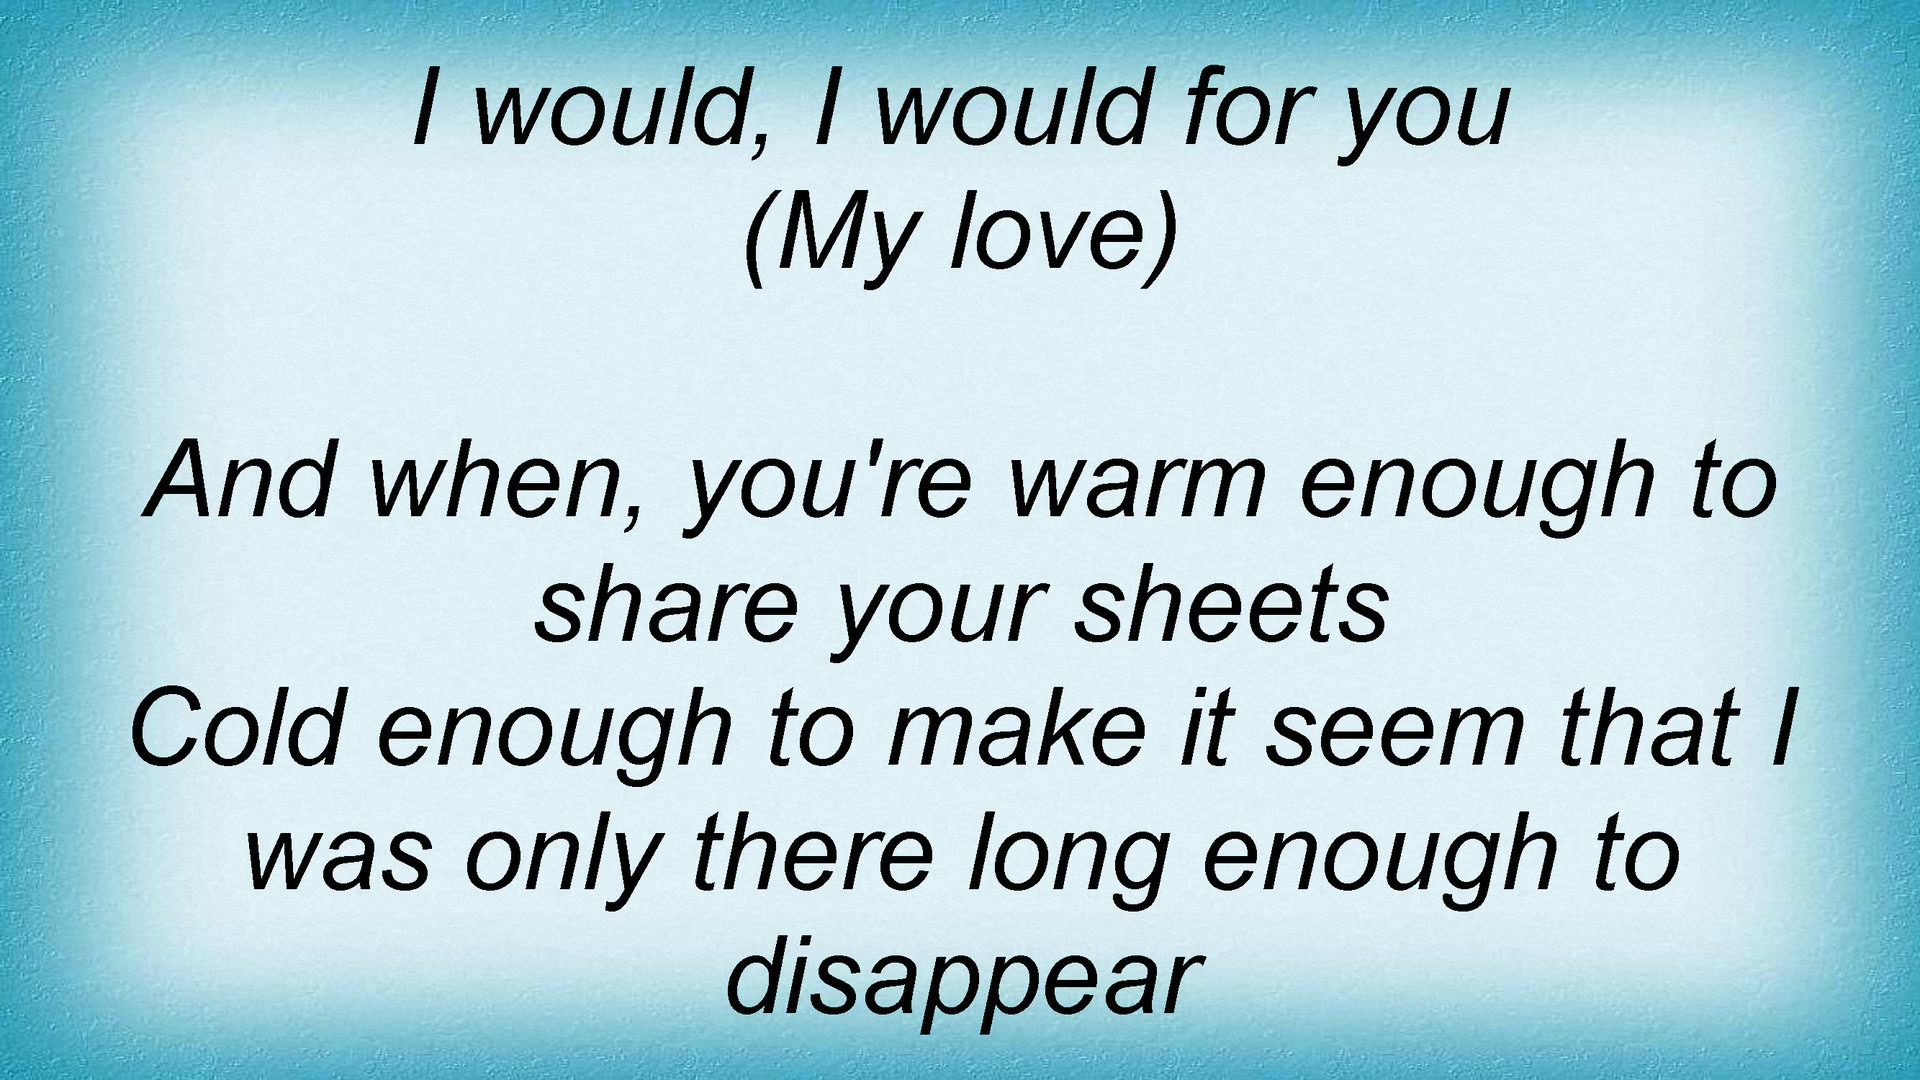 I would, I would for you
(My love)
And when, you're warm enough to
share your sheets
Cold enough to make it seem that I
was only there long enough to
disappear